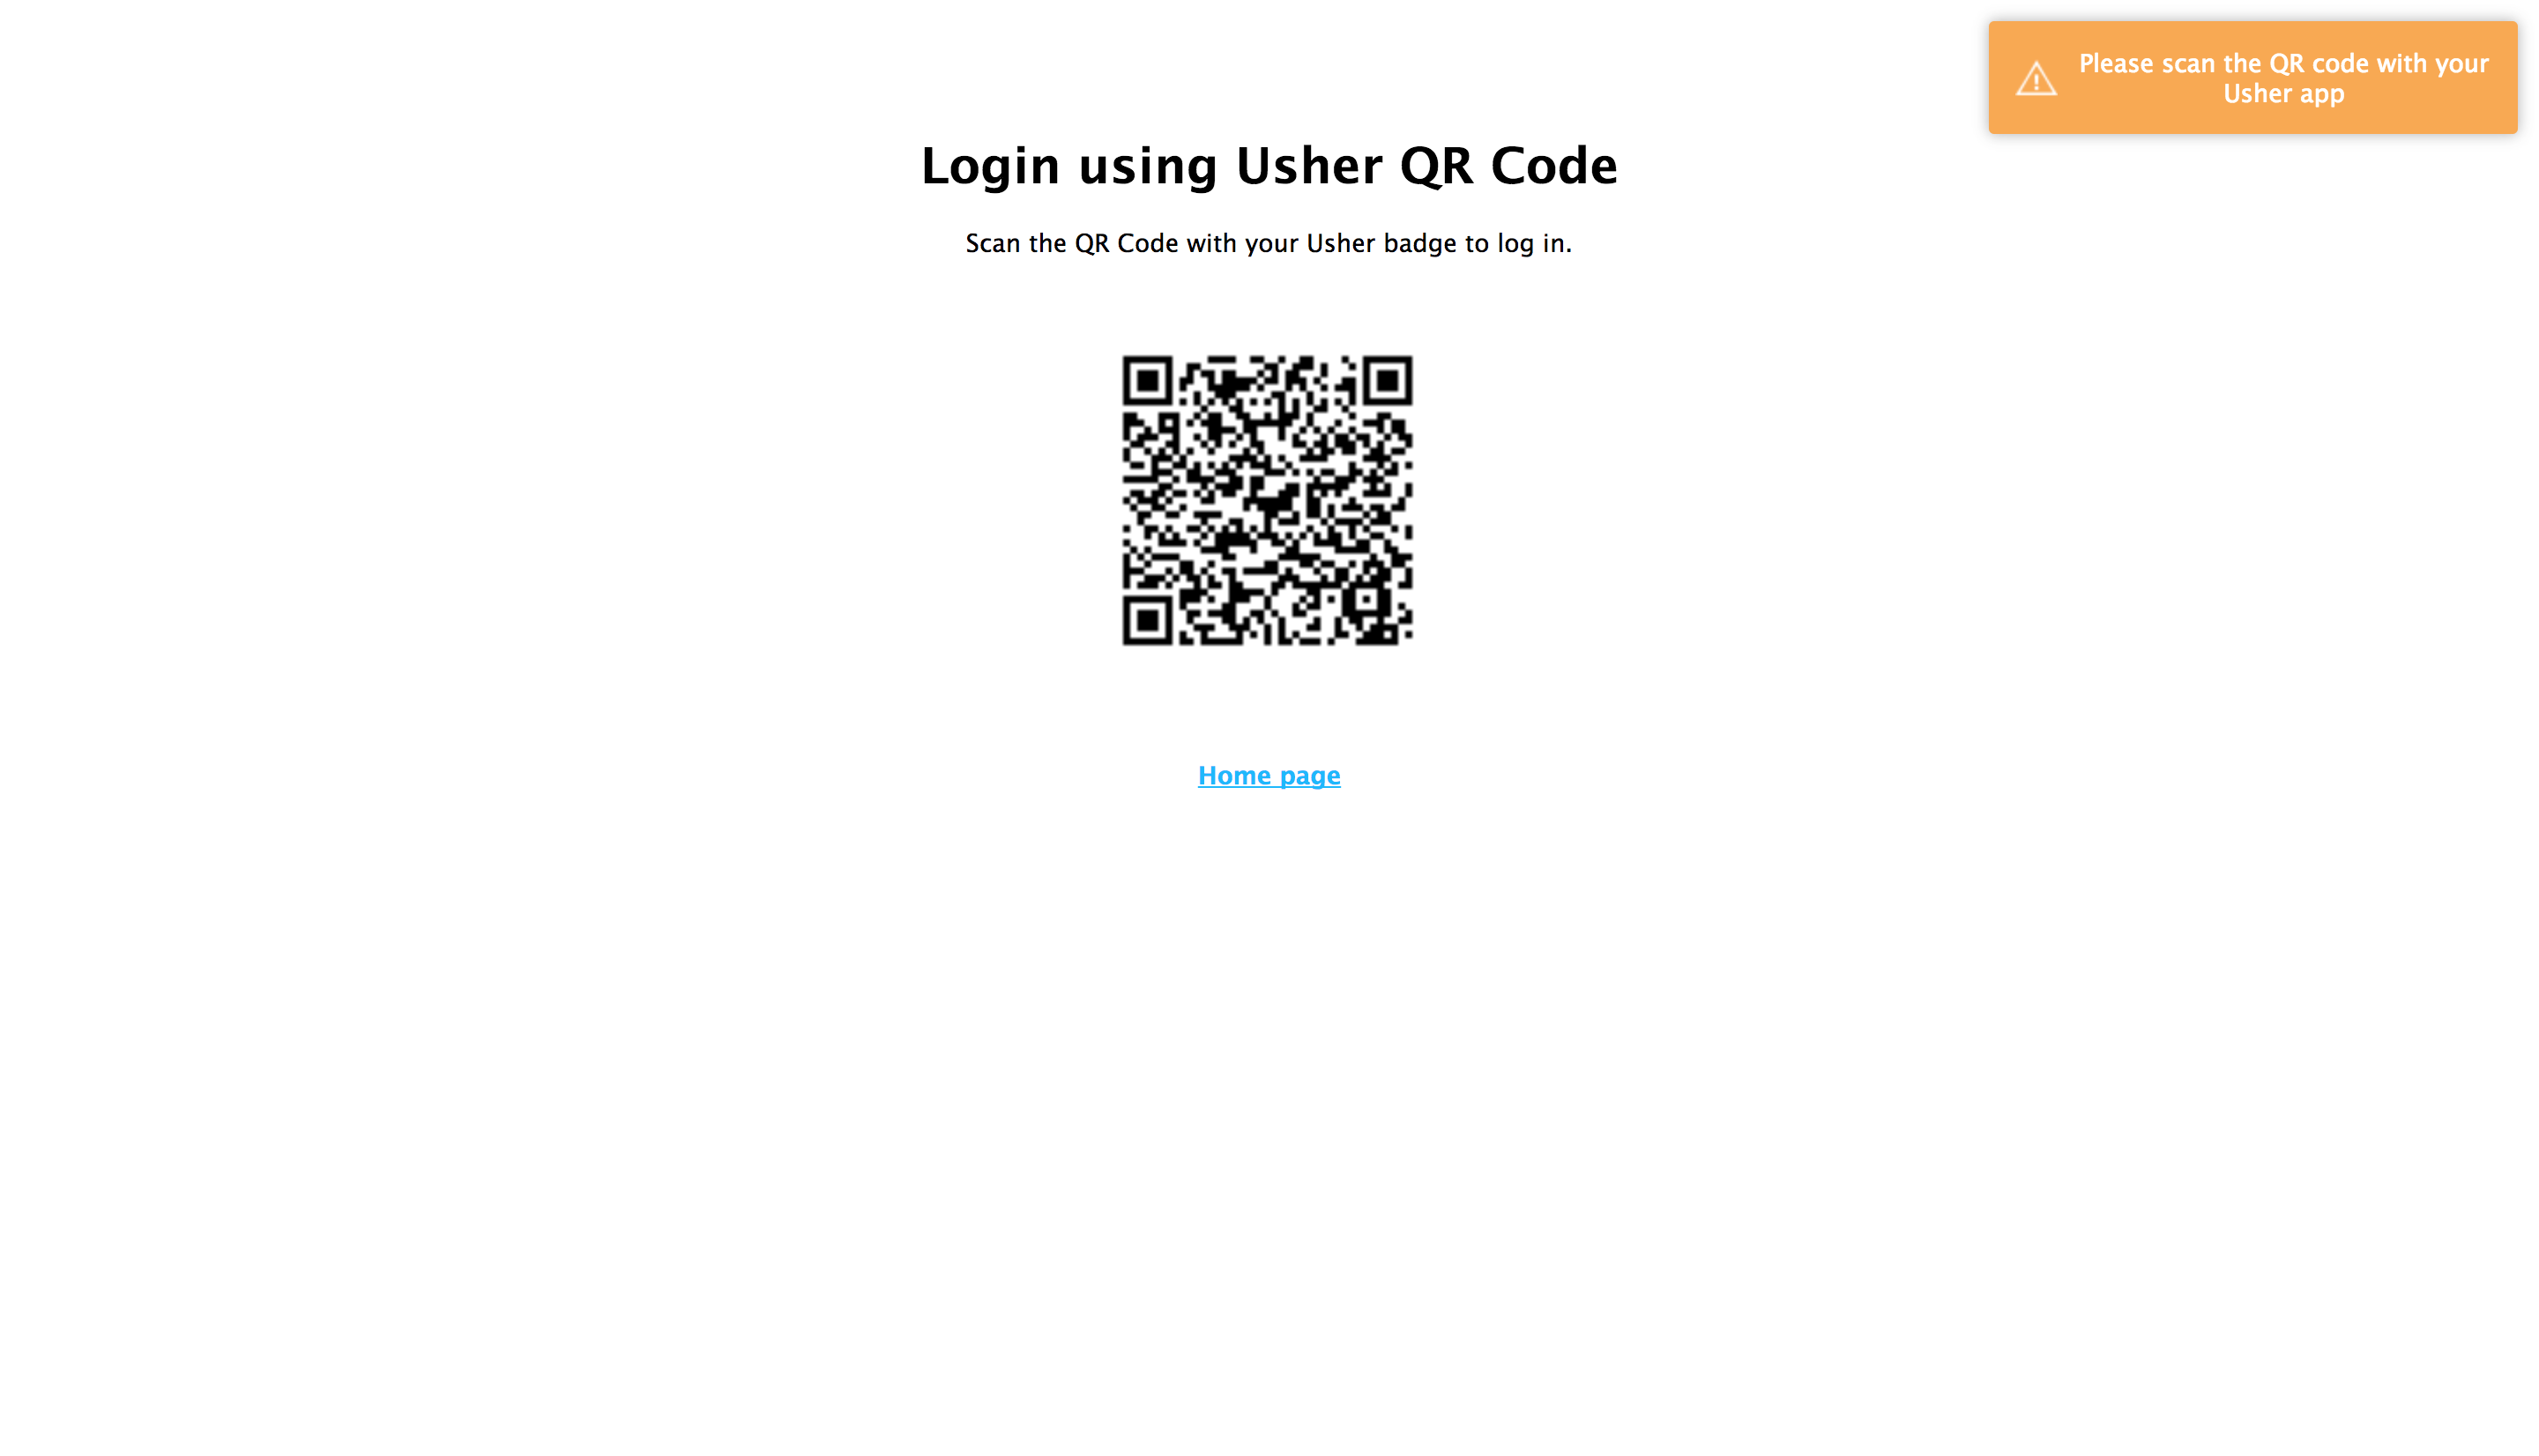 Please scan the QR code with your
Usher app
Login using Usher QR Code
Scan the QR Code with your Usher badge to log in.
Home page